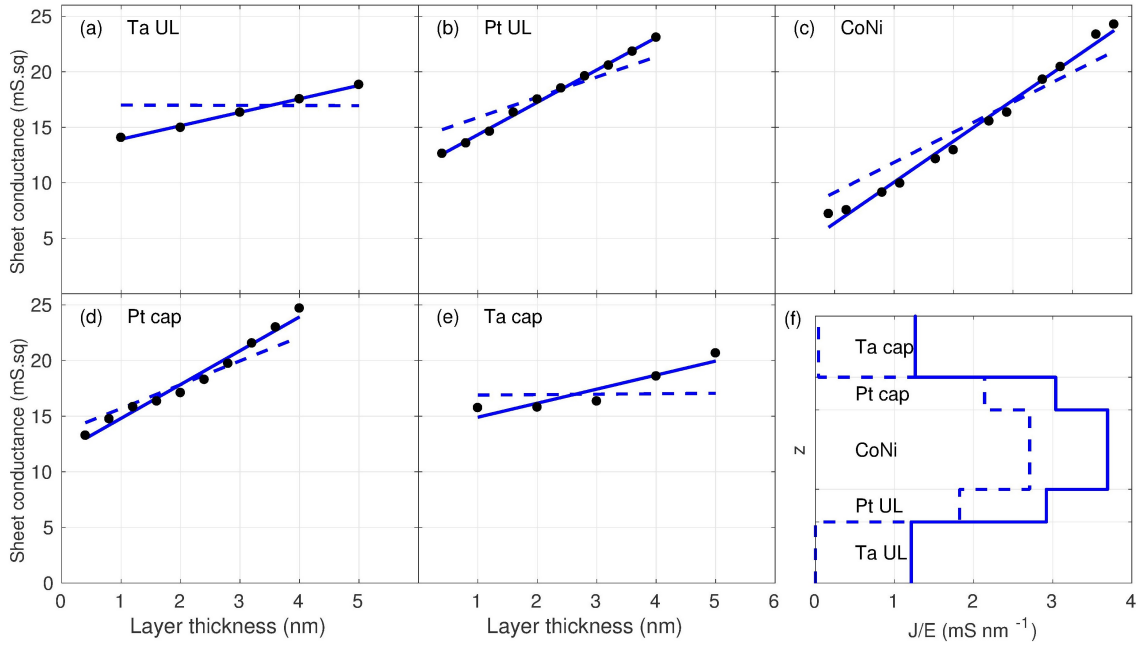 (a) Ta UL
(b) Pt UL
(c) CoNi
25
20
15
10
5
Sheet conductance (mS.sq)
(d) Pt cap
(e) Ta cap
(f)
25
20
15
10
5
0
Sheet conductance (mS.sq)
Ta cap
Pt cap
CoNi
Pt UL
Ta UL
z
0 1 2 3 4 5
1 2 3 4 5 6
0 1 2 3 4
Layer thickness (nm)
Layer thickness (nm)
J/E (mS nm -1)